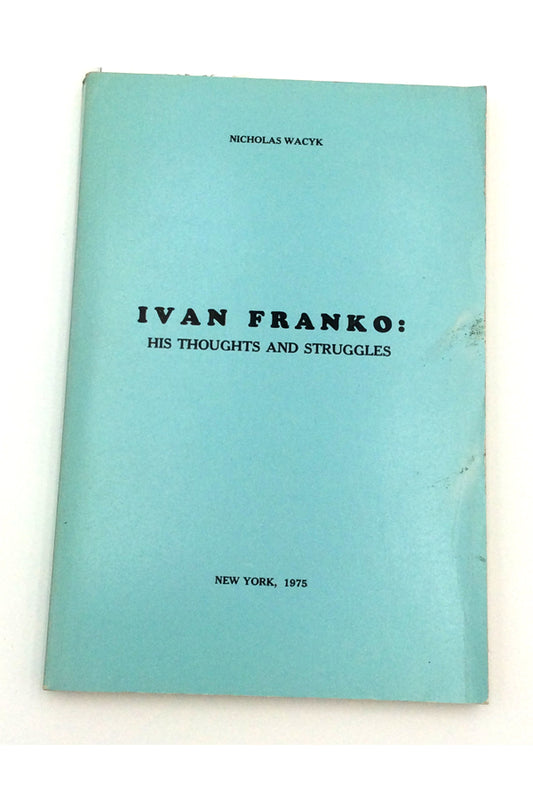 NICHOLAS WACYK
IVAN FRANKO:
HIS THOUGHTS AND STRUGGLES
NEW YORK, 1975